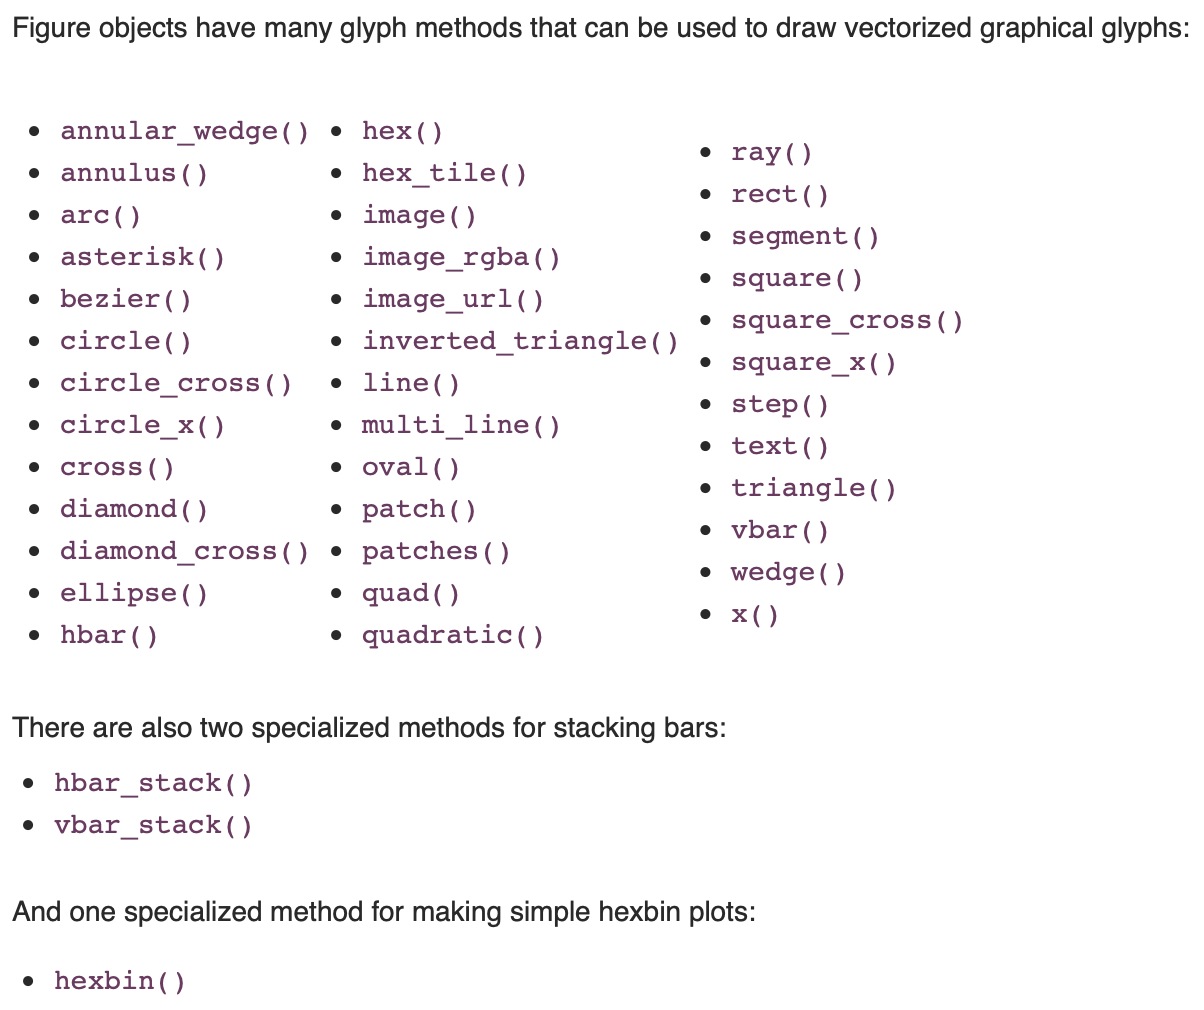 Figure objects have many glyph methods that can be used to draw vectorized graphical glyphs:
annular_wedge()
annulus()
arc()
asterisk()
bezier()
circle()
circle_cross()
circle_x()
cross()
diamond()
diamond_cross()
ellipse()
hbar()
hex()
hex_tile()
image()
image_rgba()
image_url()
inverted_triangle()
line()
multi_line()
oval()
patch()
patches()
quad()
quadratic()
ray()
rect()
segment()
square()
square_cross()
square_x()
step()
text()
triangle()
vbar()
wedge()
x()
There are also two specialized methods for stacking bars:
hbar_stack()
vbar_stack()
And one specialized method for making simple hexbin plots:
hexbin()